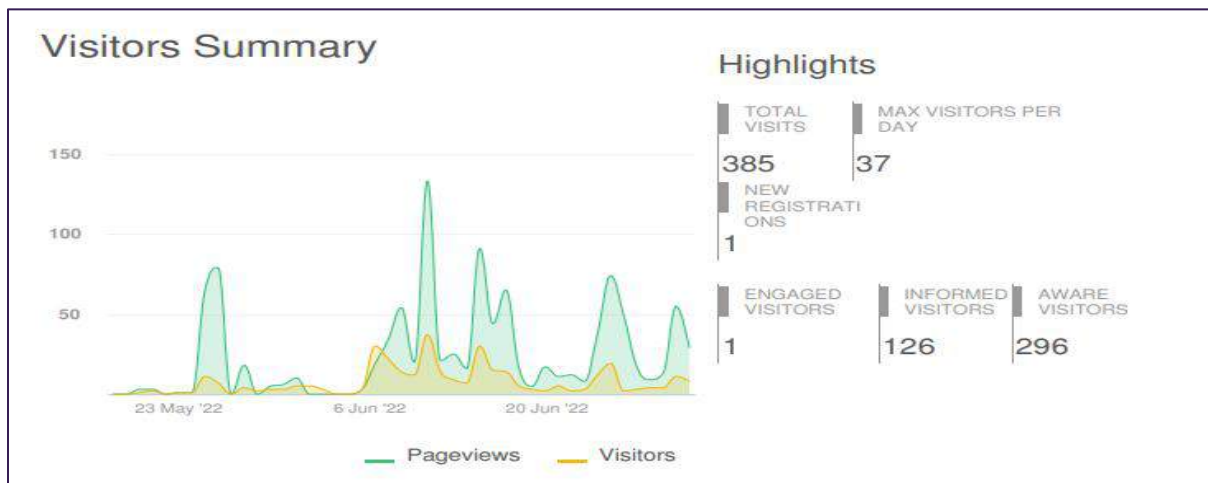 Visitors Summary
150
100
50
23 May '22
6 Jun '22
20 Jun '22
Pageviews
Visitors
Highlights
TOTAL
VISITS
385
MAX VISITORS PER
DAY
37
NEW
REGISTRATI
ONS
1
ENGAGED
VISITORS
1
INFORMED
VISITORS
126
AWARE
VISITORS
296